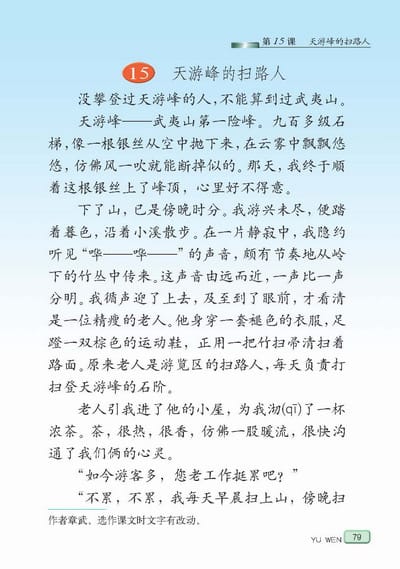 第15课 天游峰的扫路人
15 天游峰的扫路人
没攀登过天游峰的人，不能算到过武夷山。
天游峰——武夷山第一险峰。九百多级石
梯，像一根银丝从空中抛下来，在云雾中飘飘悠
悠，仿佛风一吹就能断掉似的。那天，我终于顺
着这根银丝上了峰顶，心里好不得意。
下了山，已是傍晚时分。我游兴未尽，便踏
着暮色，沿着小溪散步。在一片静寂中，我隐约
听见“哗——哗——”的声音，颇有节奏地从岭
下的竹丛中传来。这声音由远而近，一声比一声
分明。我循声迎了上去，及至到了眼前，才看清
是一位精瘦的老人。他身穿一套褪色的衣服，足
蹬一双棕色的运动鞋，正用一把竹扫帚清扫着
路面。原来老人是游览区的扫路人，每天负责打
扫登天游峰的石阶。
老人引我进了他的小屋，为我沏(qī)了一杯
浓茶。茶，很热，很香，仿佛一股暖流，很快沟
通了我们俩的心灵。
“如今游客多，您老工作挺累吧？”
“不累，不累，我每天早晨扫上山，傍晚扫
作者章武。选作课文时文字有改动。
YU WEN 79